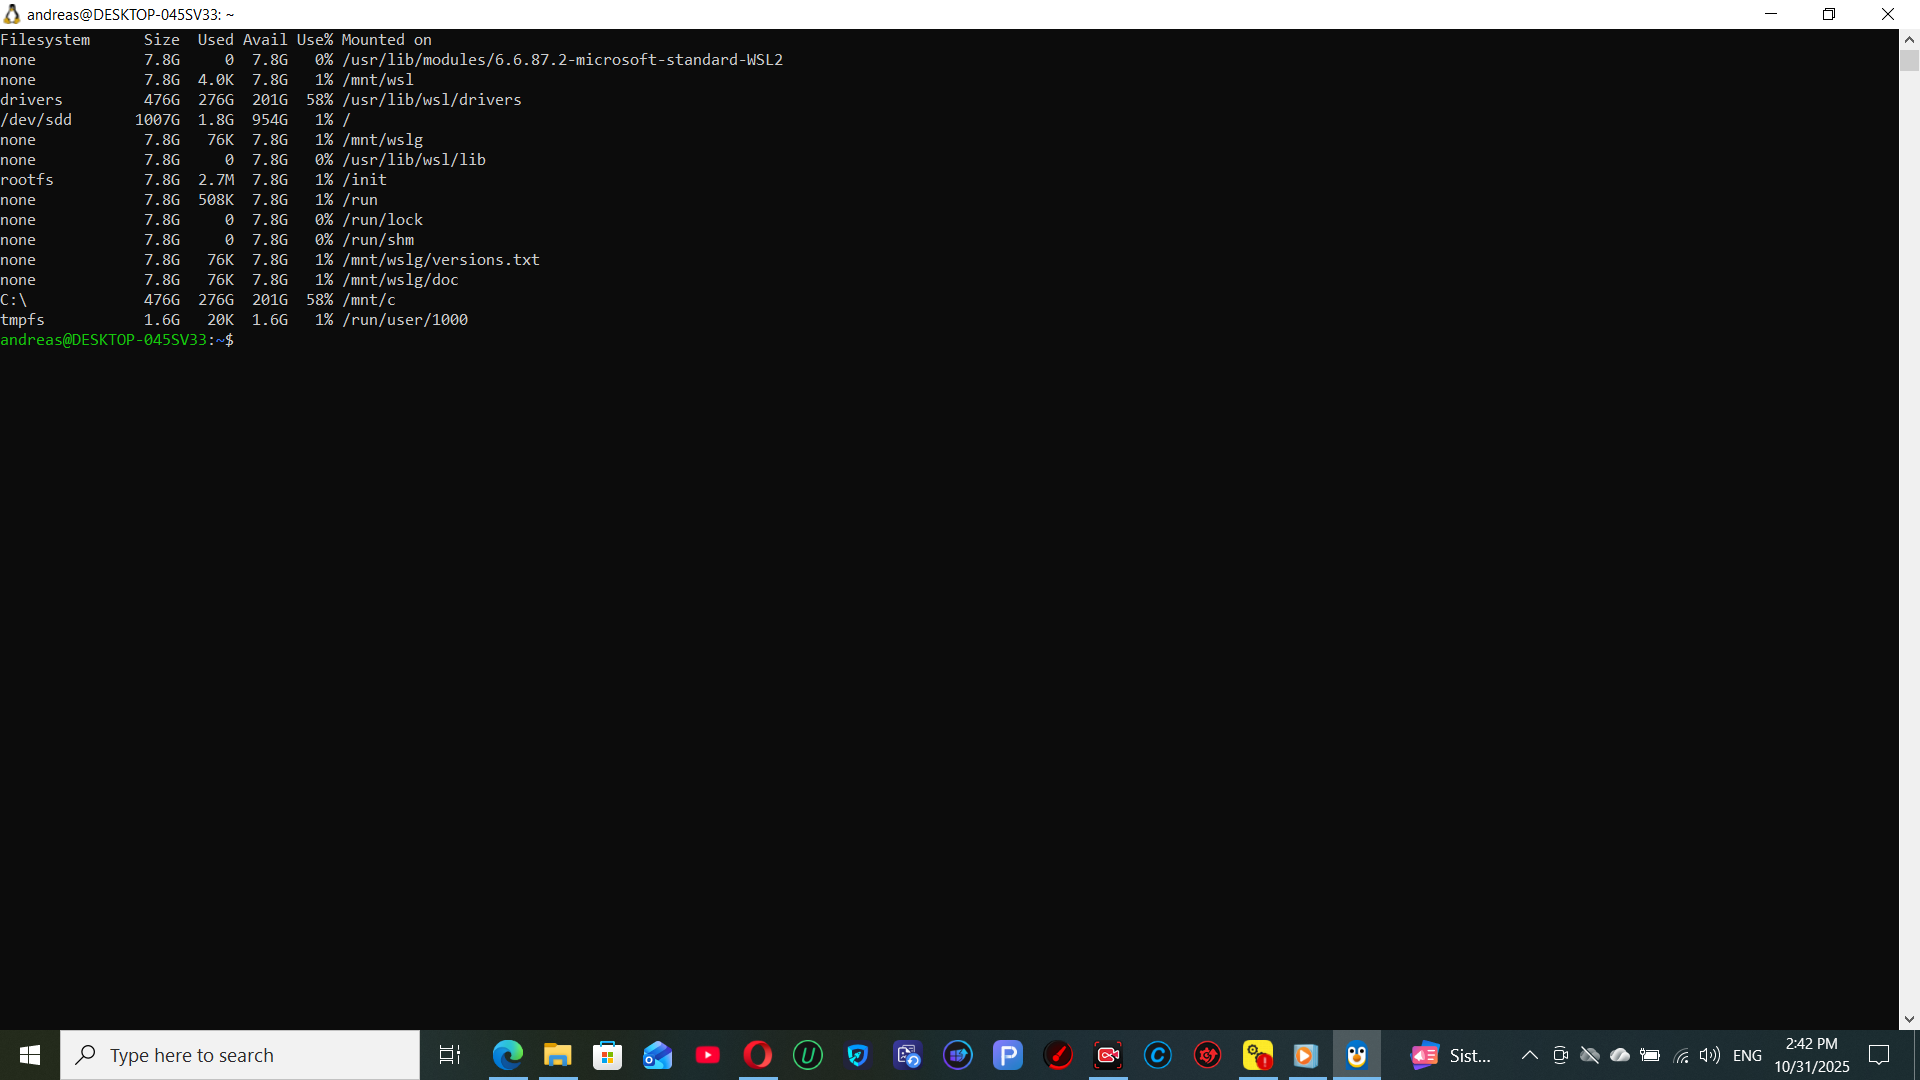 andreas@DESKTOP-045SV33: ~
Filesystem      Size  Used Avail Use% Mounted on
none            7.8G     0  7.8G   0% /usr/lib/modules/6.6.87.2-microsoft-standard-WSL2
none            7.8G  4.0K  7.8G   1% /mnt/wsl
drivers         476G  276G  201G  58% /usr/lib/wsl/drivers
/dev/sdd       1007G  1.8G  954G   1% /
none            7.8G   76K  7.8G   1% /mnt/wslg
none            7.8G     0  7.8G   0% /usr/lib/wsl/lib
rootfs          7.8G  2.7M  7.8G   1% /init
none            7.8G  508K  7.8G   1% /run
none            7.8G     0  7.8G   0% /run/lock
none            7.8G     0  7.8G   0% /run/shm
none            7.8G   76K  7.8G   1% /mnt/wslg/versions.txt
none            7.8G   76K  7.8G   1% /mnt/wslg/doc
C:\             476G  276G  201G  58% /mnt/c
tmpfs           1.6G   20K  1.6G   1% /run/user/1000
andreas@DESKTOP-045SV33:~$
Type here to search
Sist...
ENG
2:42 PM
10/31/2025